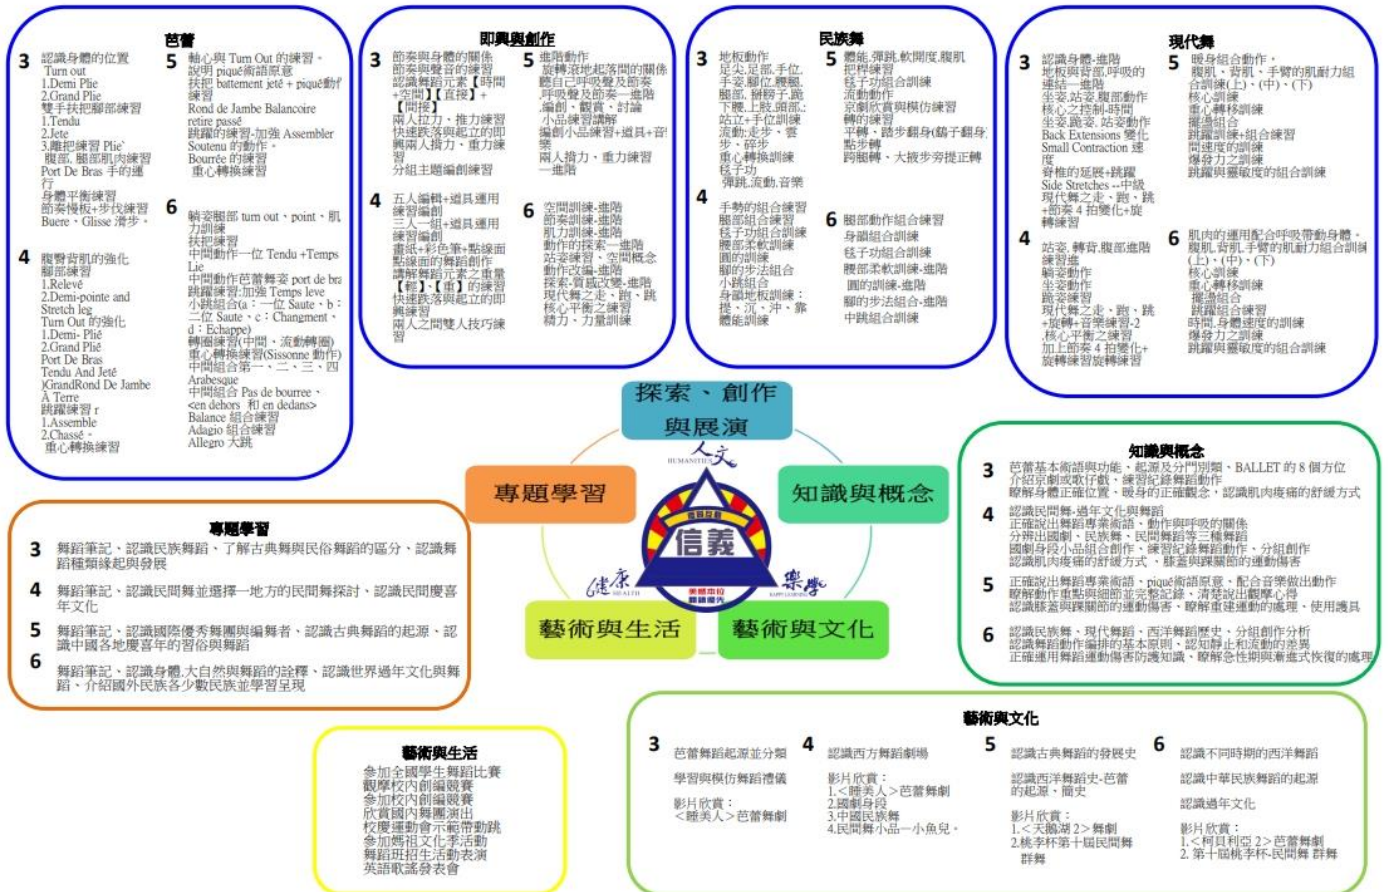 芭蕾
3
認識身體的位置
Turn out
1.Demi Plie
2.Grand Plie
雙手扶把腳部練習
1.Tendu
2.Jete
3.離把練習 Plie`
腹部、腿部肌肉練習
Port De Bras 手的運
行
身體平衡練習
節奏慢板+步伐練習
Buere、Glisse 滑步。
4
腹臀背肌的強化
腳部練習
1.Relevé
2.Demi-pointe and
Stretch leg
Turn Out 的強化
1.Demi- Plié
2.Grand Plié
Port De Bras
Tendu And Jeté
)GrandRond De Jambe
A Terre
跳躍練習 r
1.Assemble
2.Chassé。
重心轉換練習
5
軸心與 Turn Out 的練習。
說明 piqué術語原意
扶把 battement jeté + piqué動作
練習
Rond de Jambe Balancoire
retire passé
跳躍的練習-加強 Assembler
Soutenu 的動作。
Bourrée 的練習
重心轉換練習
6
躺姿腿部 turn out、point、肌
力訓練
扶把練習
中間動作一位 Tendu +Temps
Lie
中間動作芭蕾舞姿 port de bra
跳躍練習:加強 Temps leve
小跳組合(a：一位 Saute、b：
二位 Saute、c：Changment、
d：Echappe)
轉圈練習(中間、流動轉圈)
重心轉換練習(Sissonne 動作)
中間組合第一、二、三、四
Arabesque
中間組合 Pas de bourree、
<en dehors 和 en dedans>
Balance 組合練習
Adagio 組合練習
Allegro 大跳
即興與創作
3
節奏與身體的關係
節奏與聲音的練習
認識舞蹈元素【時間
+空間】【直接】+
【間接】
兩人拉力、推力練習
快速跌落與起立的即
興兩人揹力、重力練
習
分組主題編創練習
4
五人編輯+道具運用
練習編創
三人一組+道具運用
練習編創
畫紙+彩色筆+點線面
點線面的舞蹈創作
講解舞蹈元素之重量
【輕】、【重】的練習
快速跌落與起立的即
興練習
兩人之間雙人技巧練
習
5
進階動作
旋轉滾地起落間的關係
聽自己呼吸聲及節奏
呼吸聲及節奏—進階
.編創、觀賞、討論
小品練習講解
編創小品練習+道具+音
樂
兩人揹力、重力練習
—進階
6
空間訓練-進階
節奏訓練-進階
肌力訓練-進階
動作的探索—進階
站姿練習、空間概念
動作改編-進階
探索-質感改變-進階
現代舞之走、跑、跳
核心平衡之練習
精力、力量訓練
民族舞
3
地板動作
足尖,足部,手位,
手姿,腳位,腰腿,
腿部, 掰膀子,跪
下腰,上肢,頭部,:
站立+手位訓練
流動:走步、雲
步、碎步
重心轉換訓練
毯子功
彈跳,流動,音樂
4
手勢的組合練習
腿部組合練習
毯子功組合訓練
腰部柔軟訓練
圓的訓練
腳的步法組合
小跳組合
身韻地板訓練：
提、沉、沖、靠
體能訓練
5
體能,彈跳,軟開度,腹肌
把桿練習
毯子功組合訓練
流動動作
京劇欣賞與模仿練習
轉的練習
平轉、踏步翻身(鷂子翻身)
點步轉
跨腿轉、大掖步旁提正轉
6
腿部動作組合練習
身韻組合訓練
毯子功組合訓練
腰部柔軟訓練-進階
圓的訓練-進階
腳的步法組合-進階
中跳組合訓練
現代舞
3
認識身體-進階
地板與背部,呼吸的
連結—進階
坐姿,站姿,腹部動作
核心之控制-時間
坐姿,跪姿、站姿動作
Back Extensions 變化
Small Contraction 速
度
脊椎的延展+跳躍
Side Stretches --中級
現代舞之走、跑、跳
+節奏 4 拍變化+旋
轉練習
4
站姿, 轉背,腹部進階
練習進
躺姿動作
坐姿動作
跪姿練習
現代舞之走、跑、跳
+旋轉+音樂練習-2
.核心平衡之練習
加上節奏 4 拍變化+
旋轉練習旋轉練習
5
暖身組合動作，
腹肌、背肌、手臂的肌耐力組
合訓練(上)、(中)、(下)
核心訓練
重心轉移訓練
擺盪組合
跳躍訓練+組合練習
間速度的訓練
爆發力之訓練
跳躍與靈敏度的組合訓練
6
肌肉的運用配合呼吸帶動身體。
腹肌,背肌,手臂的肌耐力組合訓練
(上)、(中)、(下)
核心訓練
重心轉移訓練
擺盪組合
跳躍組合練習
時間,身體速度的訓練
爆發力之訓練
跳躍與靈敏度的組合訓練
探索、創作
與展演
專題學習
知識與概念
藝術與生活
藝術與文化
人文
HUMANITIES
健康
HEALTH
樂學
HAPPY LEARNING
優質互動
信義
美感本位
專題學習
3
舞蹈筆記、認識民族舞蹈、了解古典舞與民俗舞蹈的區分、認識舞
蹈種類緣起與發展
4
舞蹈筆記、認識民間舞並選擇一地方的民間舞探討、認識民間慶喜
年文化
5
舞蹈筆記、認識國際優秀舞團與編舞者、認識古典舞蹈的起源、認
識中國各地慶喜年的習俗與舞蹈
6
舞蹈筆記、認識身體,大自然與舞蹈的詮釋、認識世界過年文化與舞
蹈、介紹國外民族各少數民族並學習呈現
知識與概念
3
芭蕾基本術語與功能、起源及分門別類、BALLET 的 8 個方位
介紹京劇或歌仔戲、練習紀錄舞蹈動作
瞭解身體正確位置、暖身的正確觀念，認識肌肉痠痛的舒緩方式
4
認識民間舞-過年文化與舞蹈
正確說出舞蹈專業術語、動作與呼吸的關係
分辨出國劇、民族舞、民間舞蹈等三種舞蹈
國劇身段小品組合創作、練習紀錄舞蹈動作、分組創作
認識肌肉痠痛的舒緩方式 、膝蓋與踝關節的運動傷害
5
正確說出舞蹈專業術語、piqué術語原意、配合音樂做出動作
瞭解動作重點與細節並完整記錄、清楚說出觀摩心得
認識膝蓋與踝關節的運動傷害、瞭解重建運動的處理、使用護具
6
認識民族舞、現代舞蹈、西洋舞蹈歷史、分組創作分析
認識舞蹈動作編排的基本原則、認知靜止和流動的差異
正確運用舞蹈運動傷害防護知識、瞭解急性期與漸進式恢復的處理
藝術與生活
參加全國學生舞蹈比賽
觀摩校內創編競賽
參加校內創編競賽
欣賞國內舞團演出
校慶運動會示範帶動跳
參加媽祖文化季活動
舞蹈班招生活動表演
英語歌謠發表會
藝術與文化
3
芭蕾舞蹈起源並分類
學習與模仿舞蹈禮儀
影片欣賞：
<睡美人>芭蕾舞劇
4
認識西方舞蹈劇場
影片欣賞：
1.<睡美人>芭蕾舞劇
2.國劇身段
3.中國民族舞
4.民間舞小品－小魚兒。
5
認識古典舞蹈的發展史
認識西洋舞蹈史-芭蕾
的起源、簡史
影片欣賞：
1.<天鵝湖 2>舞劇
2.桃李杯第十屆民間舞
群舞
6
認識不同時期的西洋舞蹈
認識中華民族舞蹈的起源
認識過年文化
影片欣賞：
1.<柯貝利亞 2>芭蕾舞劇
2. 第十屆桃李杯-民間舞 群舞